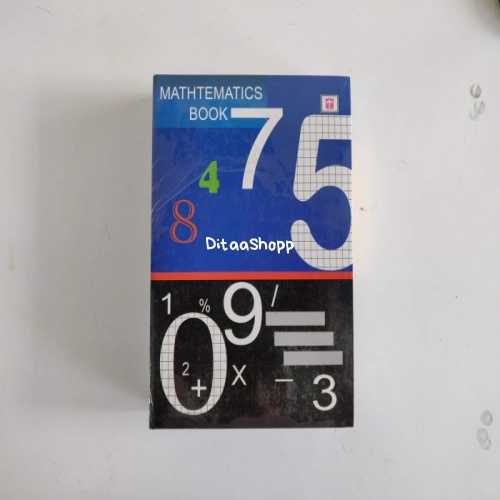 MATHTEMATICS
BOOK
7 5
4
8
DitaaShopp
1 % 9 /
0
2 + x − 3